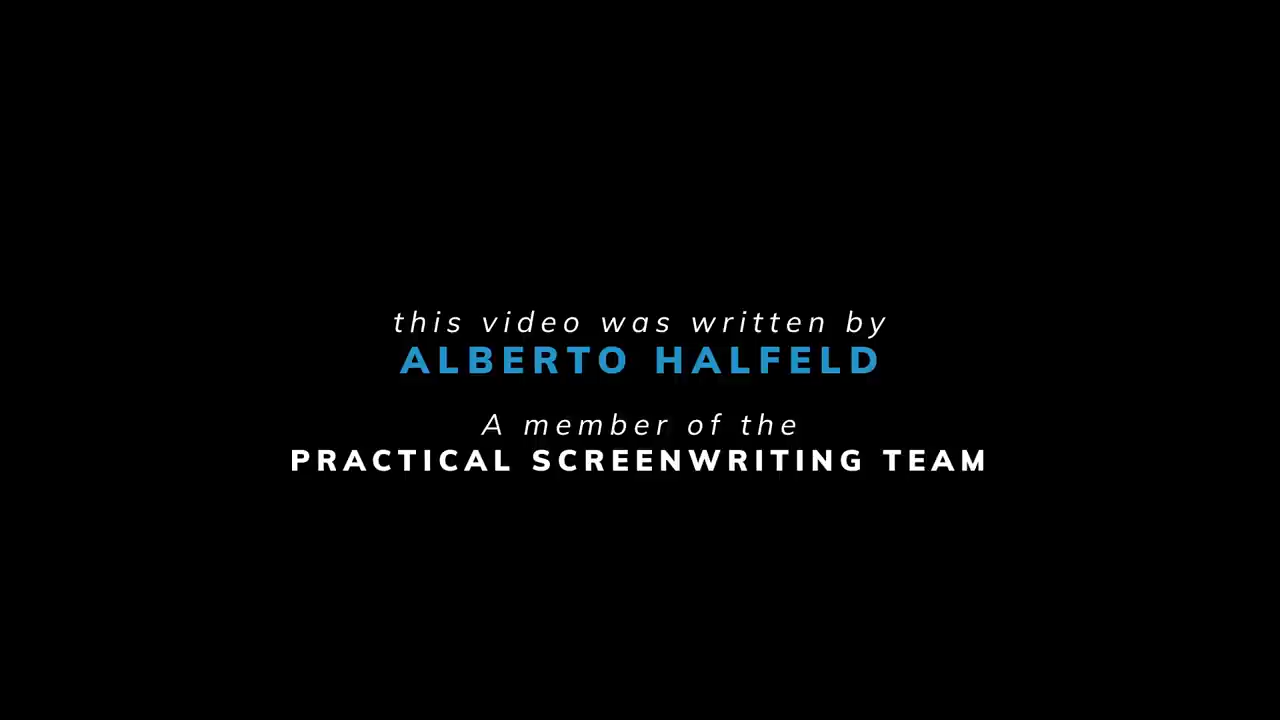 this video was written by
ALBERTO HALFELD
A member of the
PRACTICAL SCREENWRITING TEAM